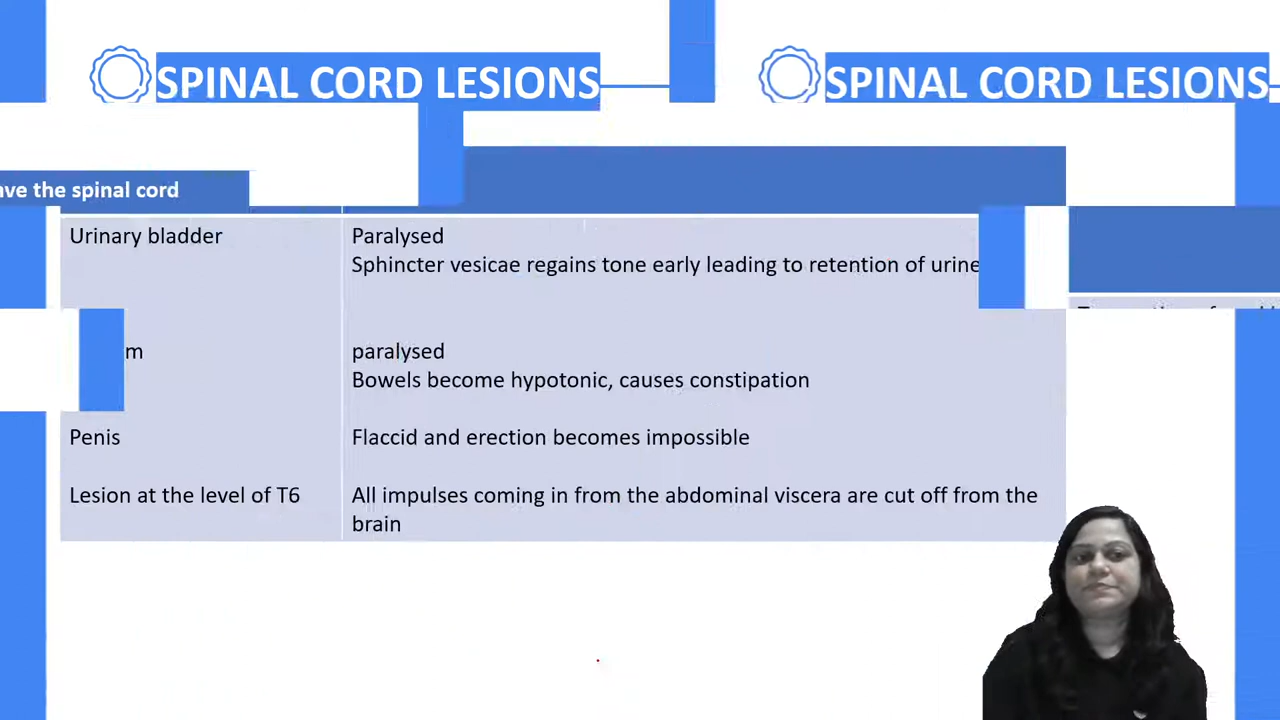 SPINAL CORD LESIONS
SPINAL CORD LESIONS
the spinal cord
Urinary bladder
Paralysed
Sphincter vesicae regains tone early leading to retention of urine
paralysed
Bowels become hypotonic, causes constipation
Penis
Flaccid and erection becomes impossible
Lesion at the level of T6
All impulses coming in from the abdominal viscera are cut off from the
brain